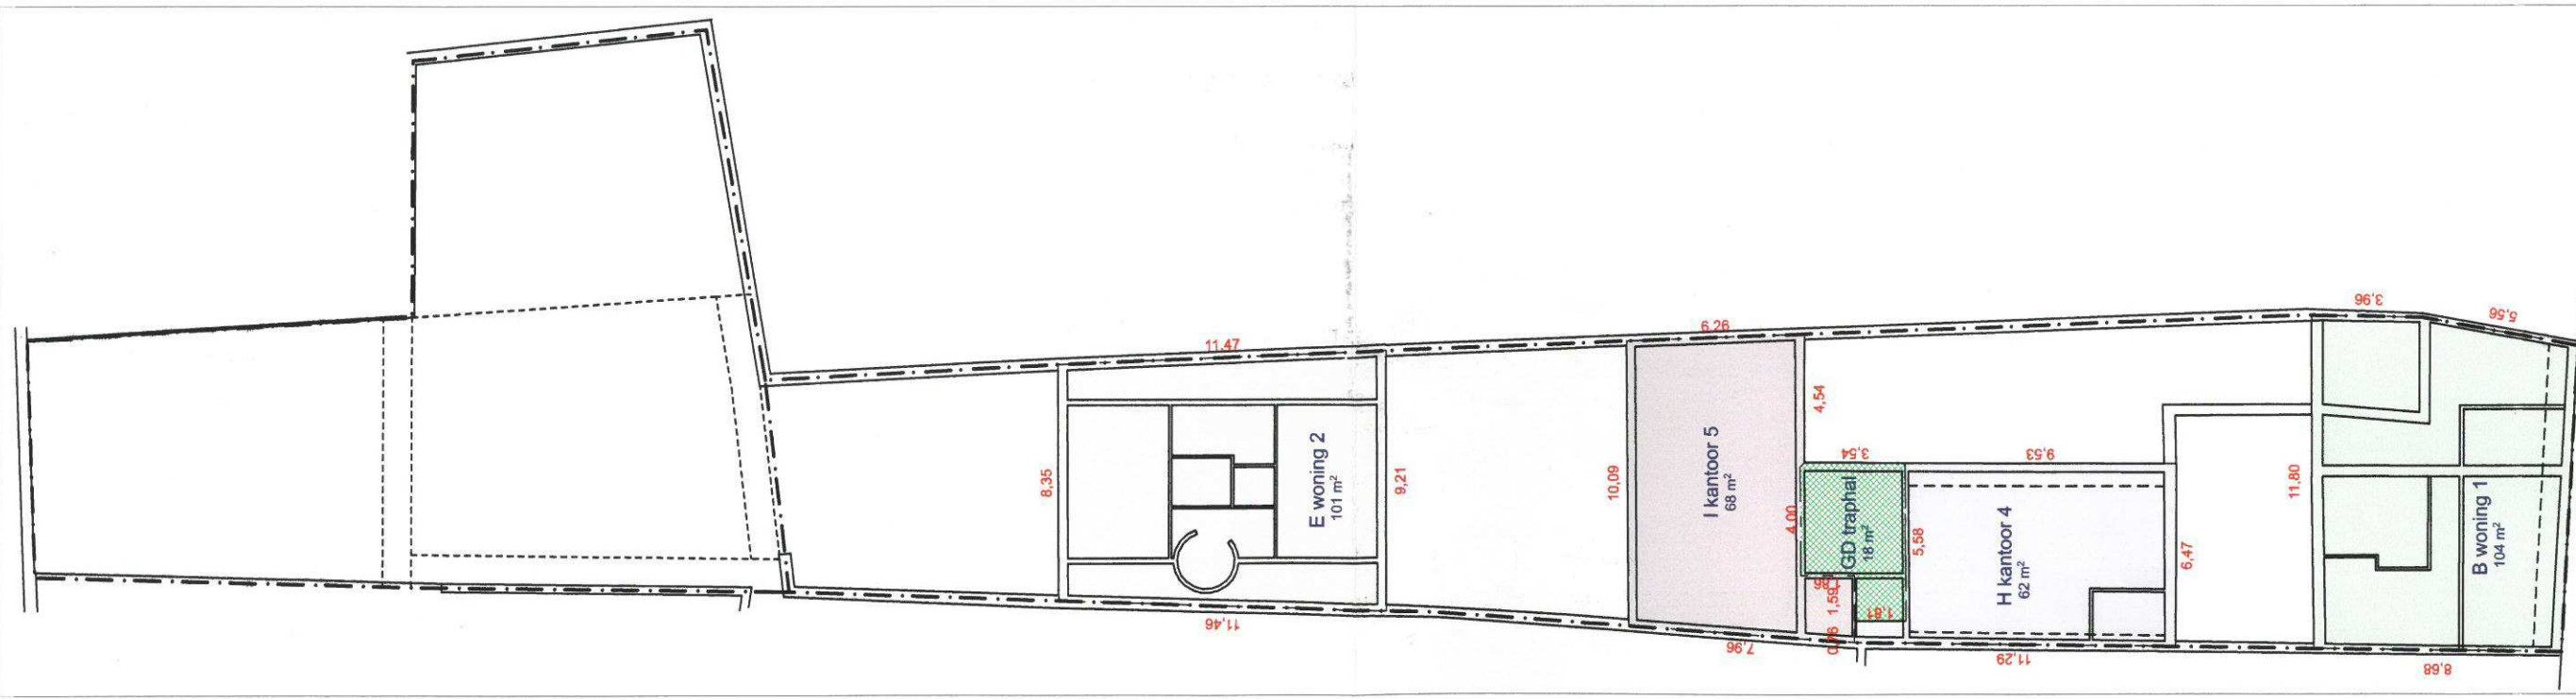 11,47
8,35
E woning 2
101 m²
9,21
11,46
10,09
6,26
I kantoor 5
68 m²
7,96
4,54
4,00
3,54
GD traphal
18 m²
1,59
1,61
5,58
9,53
H kantoor 4
62 m²
6,47
11,29
11,80
3,96
5,56
B woning 1
104 m²
8,68